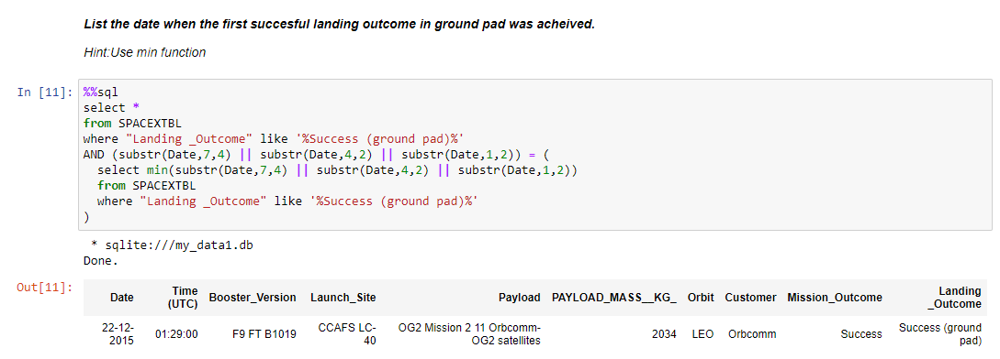 List the date when the first succesful landing outcome in ground pad was acheived.
Hint:Use min function
In [11]:
%%sql
select *
from SPACEXTBL
where "Landing _Outcome" like '%Success (ground pad)%'
AND (substr(Date,7,4) || substr(Date,4,2) || substr(Date,1,2)) = (
  select min(substr(Date,7,4) || substr(Date,4,2) || substr(Date,1,2))
  from SPACEXTBL
  where "Landing _Outcome" like '%Success (ground pad)%'
)
* sqlite:///my_data1.db
Done.
Out[11]:
Date Time (UTC) Booster_Version Launch_Site Payload PAYLOAD_MASS__KG_ Orbit Customer Mission_Outcome Landing _Outcome
22-12-2015 01:29:00 F9 FT B1019 CCAFS LC-40 OG2 Mission 2 11 Orbcomm-OG2 satellites 2034 LEO Orbcomm Success Success (ground pad)